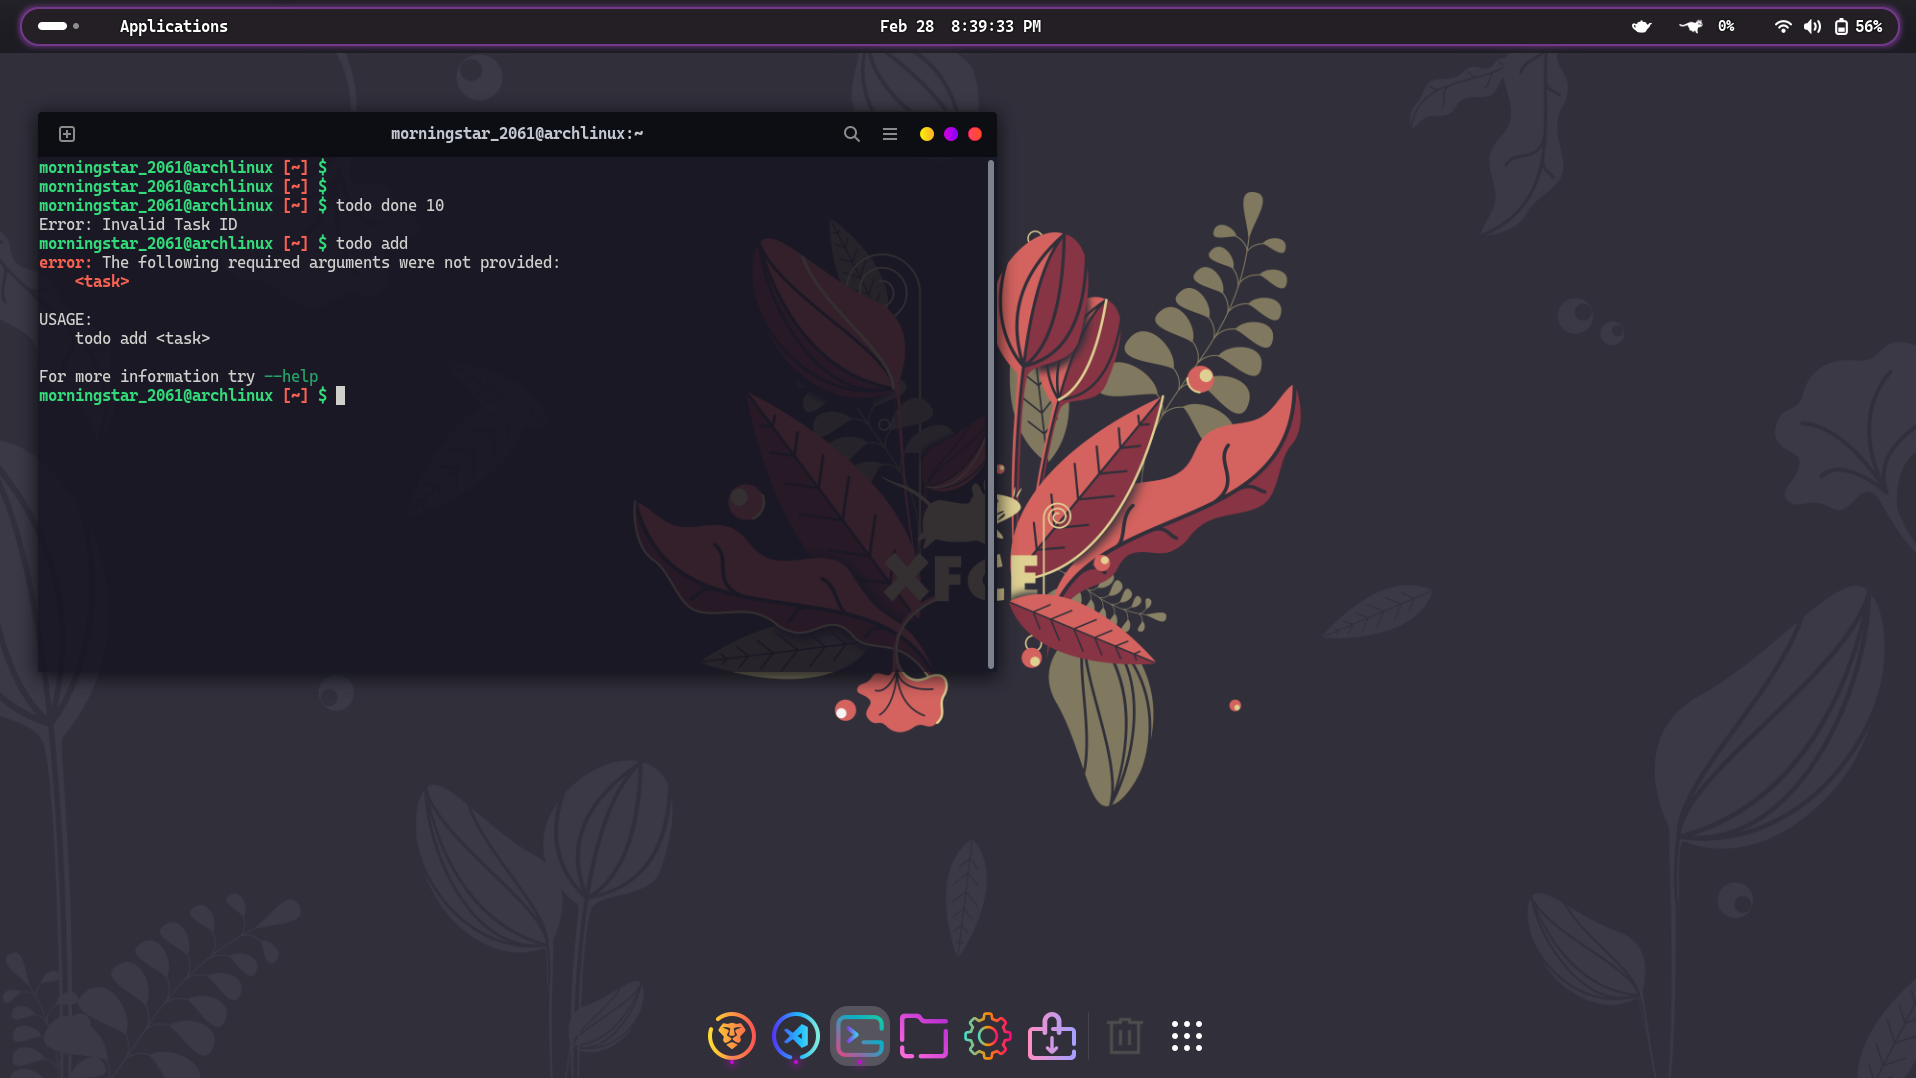 Applications
Feb 28 8:39:33 PM
0%
56%
morningstar_2061@archlinux:~
morningstar_2061@archlinux [~] $
morningstar_2061@archlinux [~] $
morningstar_2061@archlinux [~] $ todo done 10
Error: Invalid Task ID
morningstar_2061@archlinux [~] $ todo add
error: The following required arguments were not provided:
<task>
USAGE:
todo add <task>
For more information try --help
morningstar_2061@archlinux [~] $
XFCE